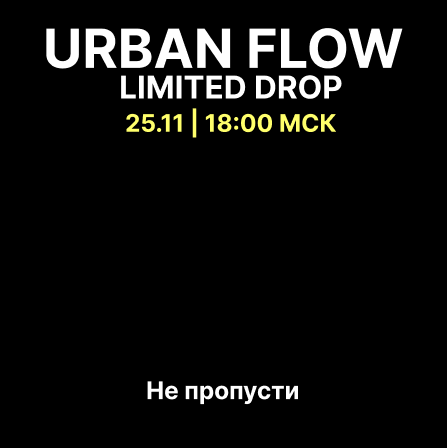 URBAN FLOW
LIMITED DROP
25.11 | 18:00 МСК
Не пропусти